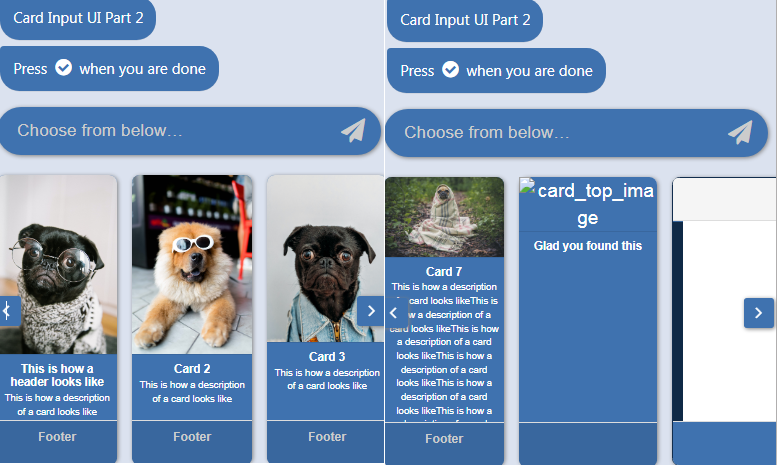 Card Input UI Part 2
Press when you are done
Choose from below...
This is how a
header looks like
This is how a description
of a card looks like
Footer
Card 2
This is how a description
of a card looks like
Footer
Card 3
This is how a description
of a card looks like
Footer
Card Input UI Part 2
Press when you are done
Choose from below...
Card 7
This is how a description
card looks likeThis is
how a description of a
card looks likeThis is how
a description of a card
looks likeThis is how a
description of a card
looks likeThis is how a
description of a card
looks likeThis is how a
Footer
card_top_ima
ge
Glad you found this